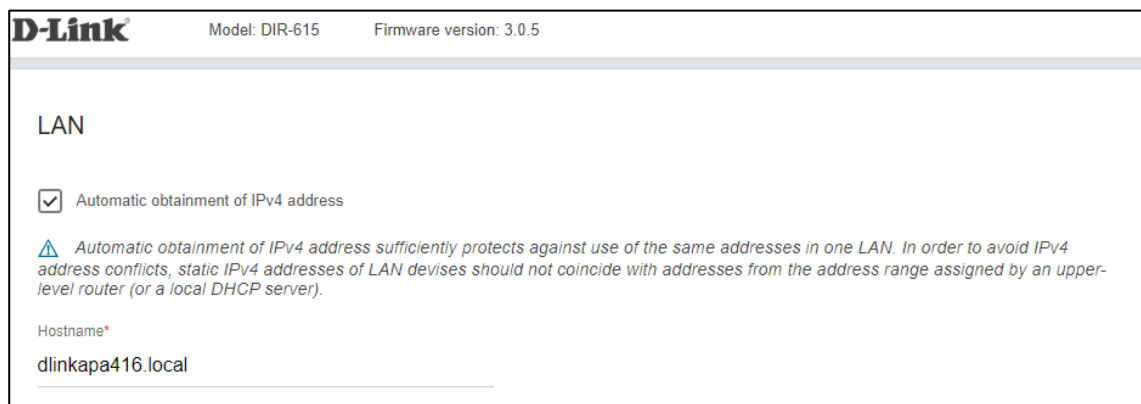 D-Link Model: DIR-615 Firmware version: 3.0.5
LAN
Automatic obtainment of IPv4 address
Automatic obtainment of IPv4 address sufficiently protects against use of the same addresses in one LAN. In order to avoid IPv4
address conflicts, static IPv4 addresses of LAN devises should not coincide with addresses from the address range assigned by an upper-
level router (or a local DHCP server).
Hostname*
dlinkapa416.local